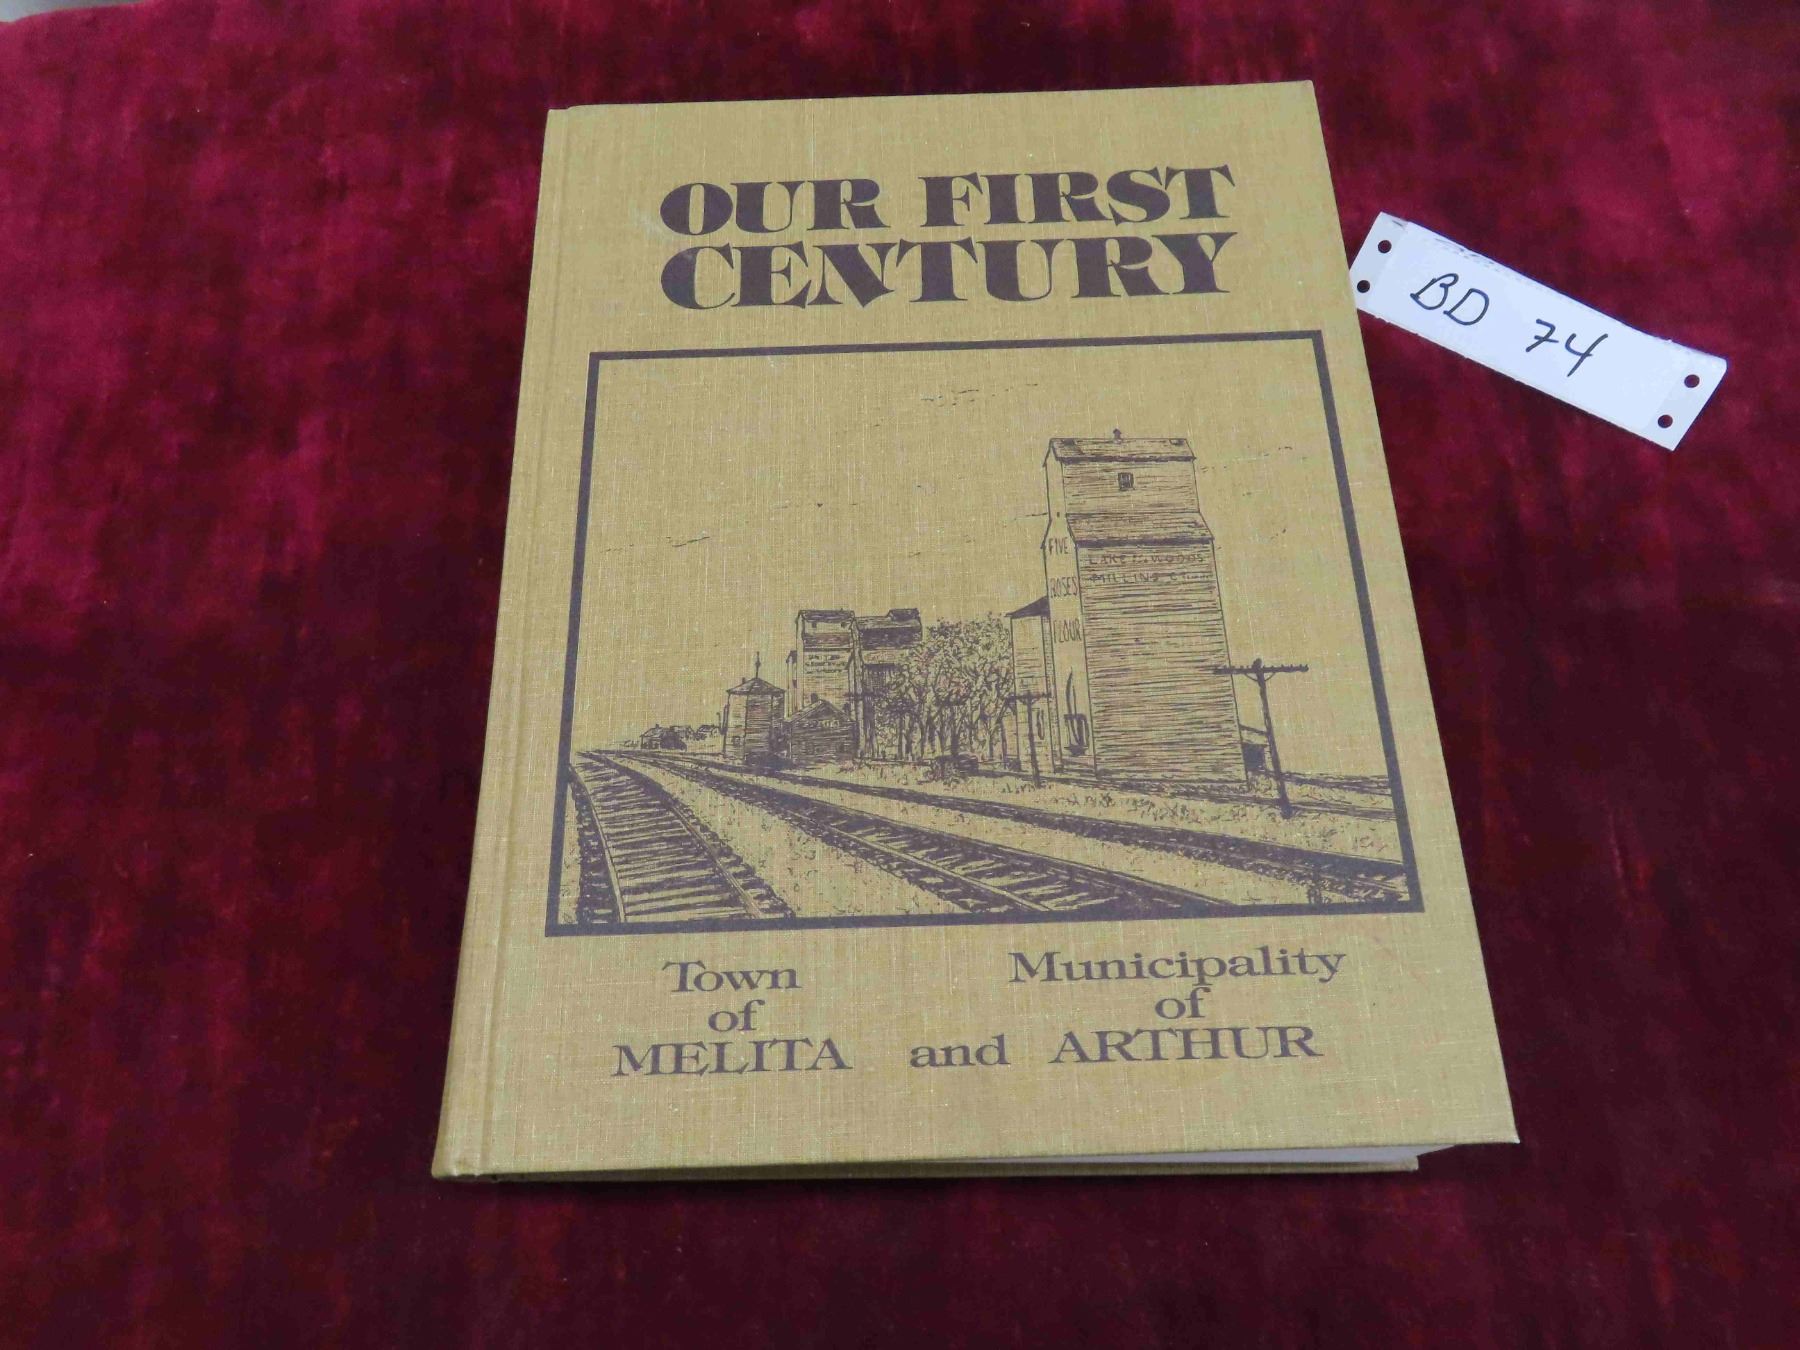 OUR FIRST
CENTURY
BD 74
FIVE
ROSES
FLOUR
LAKE OF WOODS
MILLING
Town
of
MELITA
and
Municipality
of
ARTHUR